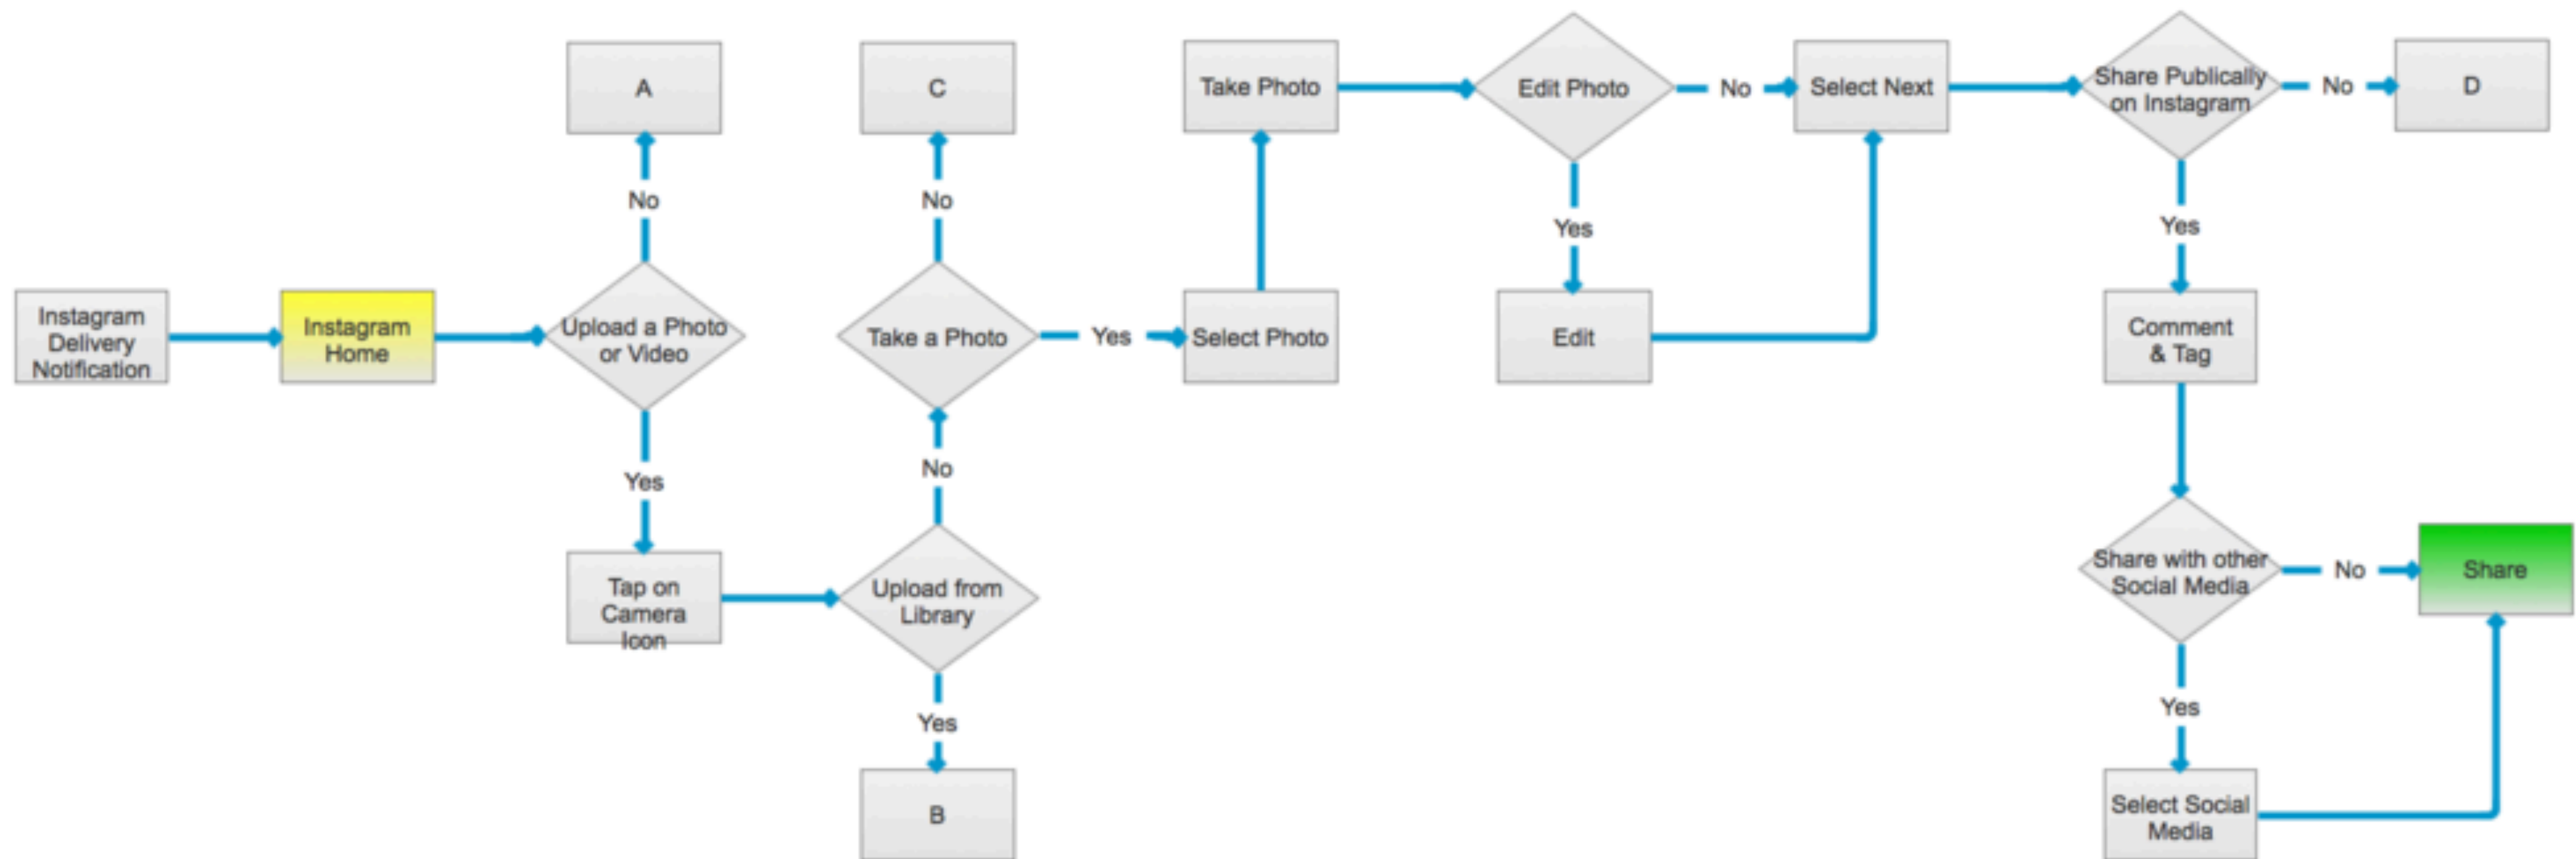 A
C
Take Photo
Edit Photo
No
Select Next
Share Publically
on Instagram
No
D
No
No
Yes
Yes
Instagram
Delivery
Notification
Instagram
Home
Upload a Photo
or Video
Take a Photo
Yes
Select Photo
Edit
Comment
& Tag
Yes
No
Tap on
Camera
Icon
Upload from
Library
Share with other
Social Media
No
Share
Yes
Yes
B
Select Social
Media